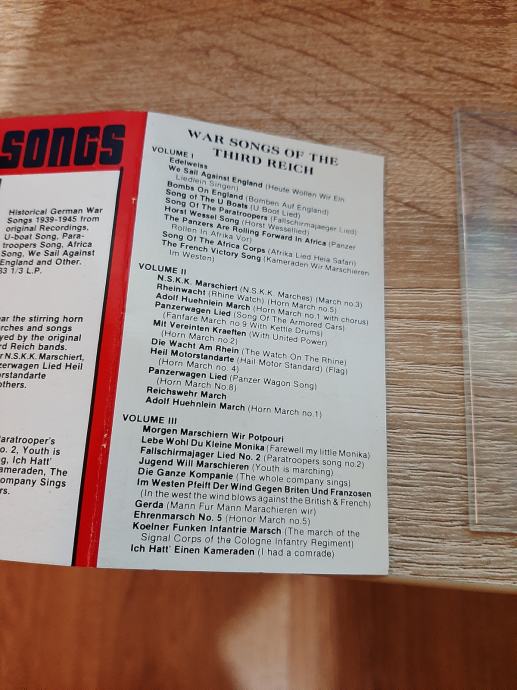 SONGS
Historical German War
Songs 1939-1945 from
original Recordings,
U-boat Song, Para-
troopers Song, Africa
Song, We Sail Against
England and Other.
33 1/3 L.P.
ar the stirring horn
rches and songs
yed by the original
rd Reich bands.
r N.S.K.K. Marschiert,
zerwagen Lied Heil
rstandarte
others.
Paratrooper's
o. 2, Youth is
g, Ich Hatt'
ameraden, The
ompany Sings
rs.
WAR SONGS OF THE
THIRD REICH
VOLUME I
Edelweiss
We Sail Against England (Heute Wollen Wir Ein
Liedlein Singen)
Bombs On England (Bomben Auf England)
Song of The U Boats (U Boot Lied)
Song Of The Paratroopers (Fallschirmajaeger Lied)
Horst Wessel Song (Horst Wessellied)
The Panzers Are Rolling Forward In Africa (Panzer
Rollen In Afrika Vor)
Song Of The Africa Corps (Afrika Lied Heia Safari)
The French Victory Song (Kameraden Wir Marschieren
Im Westen)
VOLUME II
N.S.K.K. Marschiert (N.S.K.K. Marches) (March no.3)
Rheinwacht (Rhine Watch) (Horn March no.5)
Adolf Huehnlein March (Horn March no.1 with chorus)
Panzerwagen Lied (Song Of The Armored Cars)
(Fanfare March no.9 With Kettle Drums)
Mit Vereinten Kraeften (With United Power)
(Horn March no.2)
Die Wacht Am Rhein (The Watch On The Rhine)
Heil Motorstandarte (Hail Motor Standard) (Flag)
(Horn March no. 4)
Panzerwagen Lied (Panzer Wagon Song)
(Horn March No.8)
Reichswehr March
Adolf Huehnlein March (Horn March no.1)
VOLUME III
Morgen Marschiern Wir Potpouri
Lebe Wohl Du Kleine Monika (Farewell my little Monika)
Fallschirmajager Lied No. 2 (Paratroopers song no.2)
Jugend Will Marschieren (Youth is marching)
Die Ganze Kompanie (The whole company sings)
Im Westen Pfeift Der Wind Gegen Briten Und Franzosen
(In the west the wind blows against the British & French)
Gerda (Mann Fur Mann Marachieren wir)
Ehrenmarsch No. 5 (Honor March no.5)
Koelner Funken Infantrie Marsch (The march of the
Signal Corps of the Cologne Infantry Regiment)
Ich Hatt' Einen Kameraden (I had a comrade)